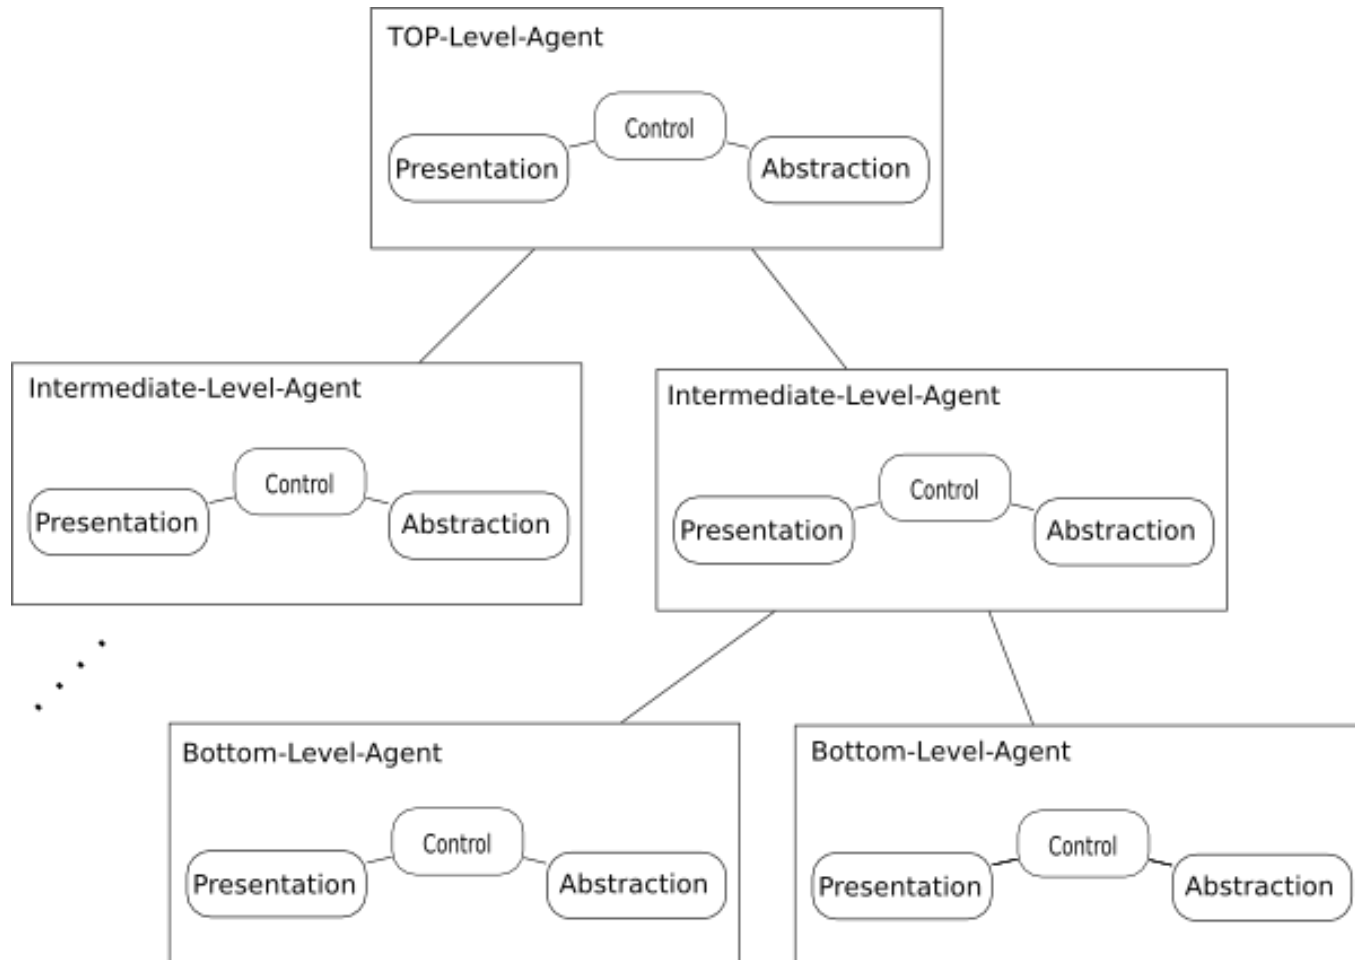 TOP-Level-Agent
Control
Presentation
Abstraction
Intermediate-Level-Agent
Control
Presentation
Abstraction
Intermediate-Level-Agent
Control
Presentation
Abstraction
Bottom-Level-Agent
Control
Presentation
Abstraction
Bottom-Level-Agent
Control
Presentation
Abstraction